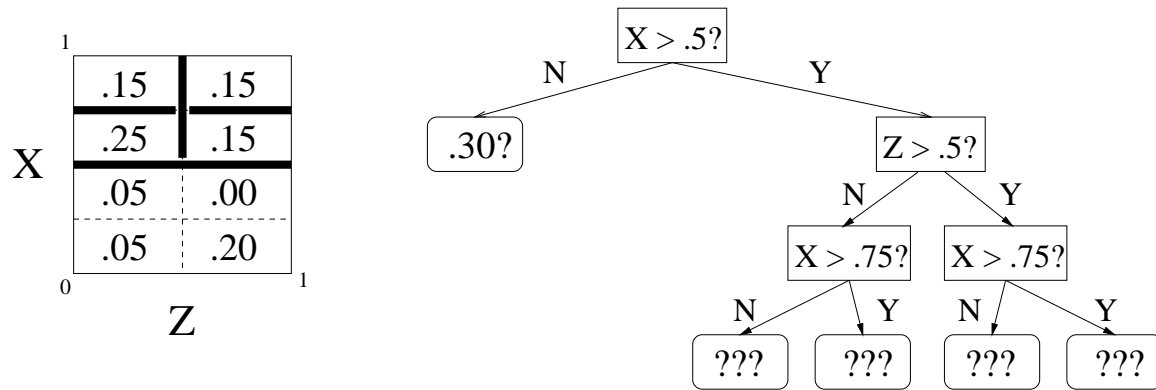 1
.15 .15
.25 .15
X
.05 .00
.05 .20
0 1
Z
X > .5?
N Y
.30? Z > .5?
N Y
X > .75? X > .75?
N Y N Y
??? ??? ??? ???